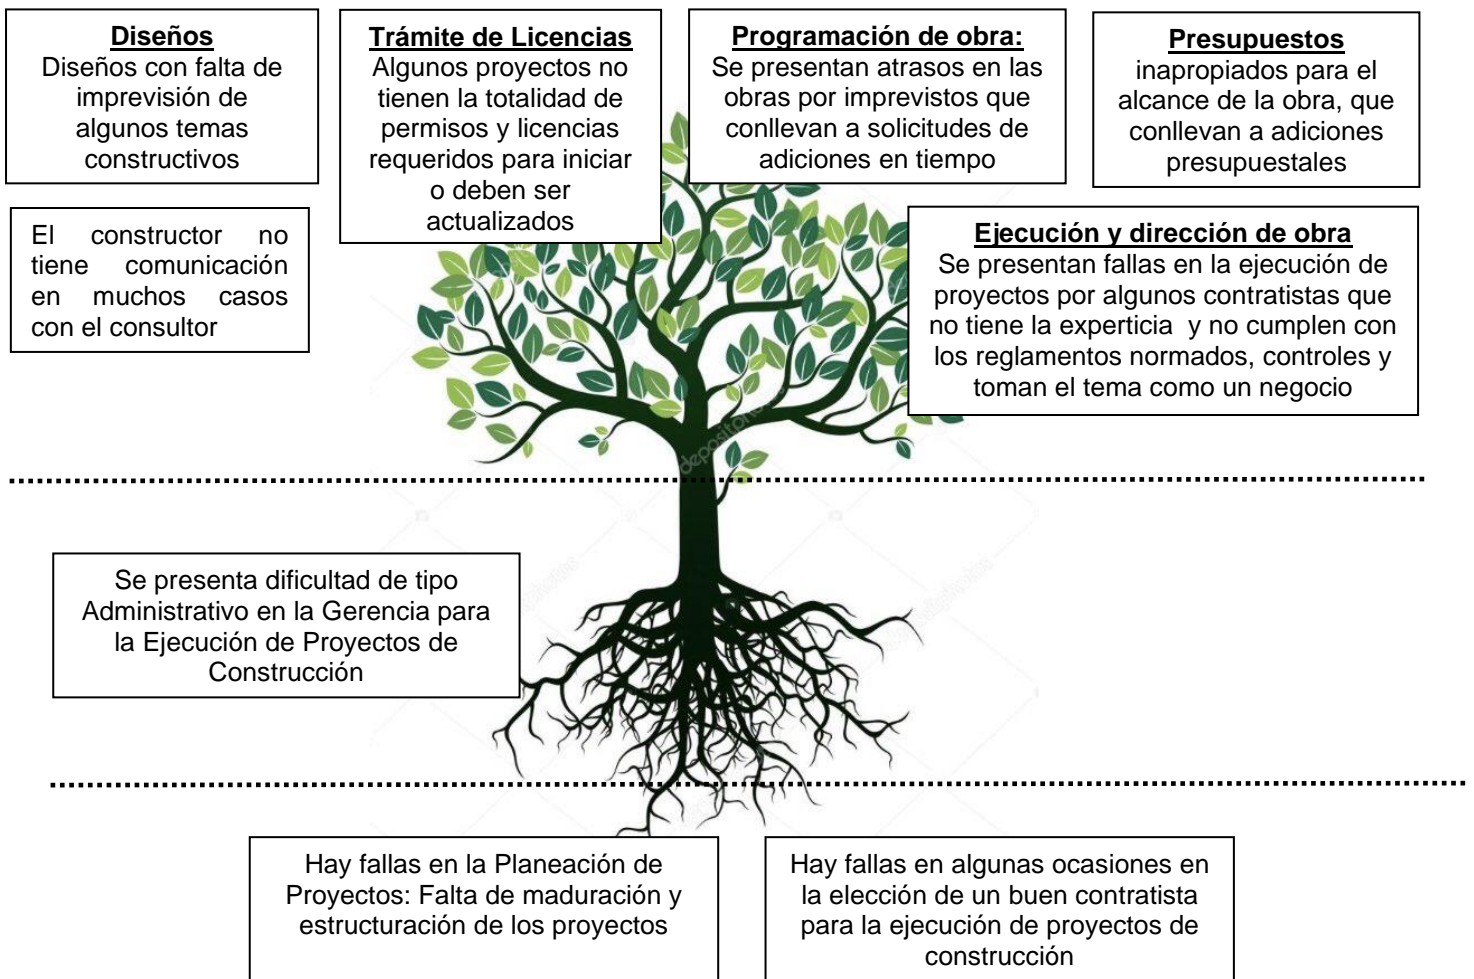 Diseños
Diseños con falta de
imprevisión de
algunos temas
constructivos
Trámite de Licencias
Algunos proyectos no
tienen la totalidad de
permisos y licencias
requeridos para iniciar
o deben ser
actualizados
Programación de obra:
Se presentan atrasos en las
obras por imprevistos que
conllevan a solicitudes de
adiciones en tiempo
Presupuestos
inapropiados para el
alcance de la obra, que
conllevan a adiciones
presupuestales
El constructor no
tiene comunicación
en muchos casos
con el consultor
Ejecución y dirección de obra
Se presentan fallas en la ejecución de
proyectos por algunos contratistas que
no tiene la experticia y no cumplen con
los reglamentos normados, controles y
toman el tema como un negocio
depositphotos
Se presenta dificultad de tipo
Administrativo en la Gerencia para
la Ejecución de Proyectos de
Construcción
Hay fallas en la Planeación de
Proyectos: Falta de maduración y
estructuración de los proyectos
Hay fallas en algunas ocasiones en
la elección de un buen contratista
para la ejecución de proyectos de
construcción